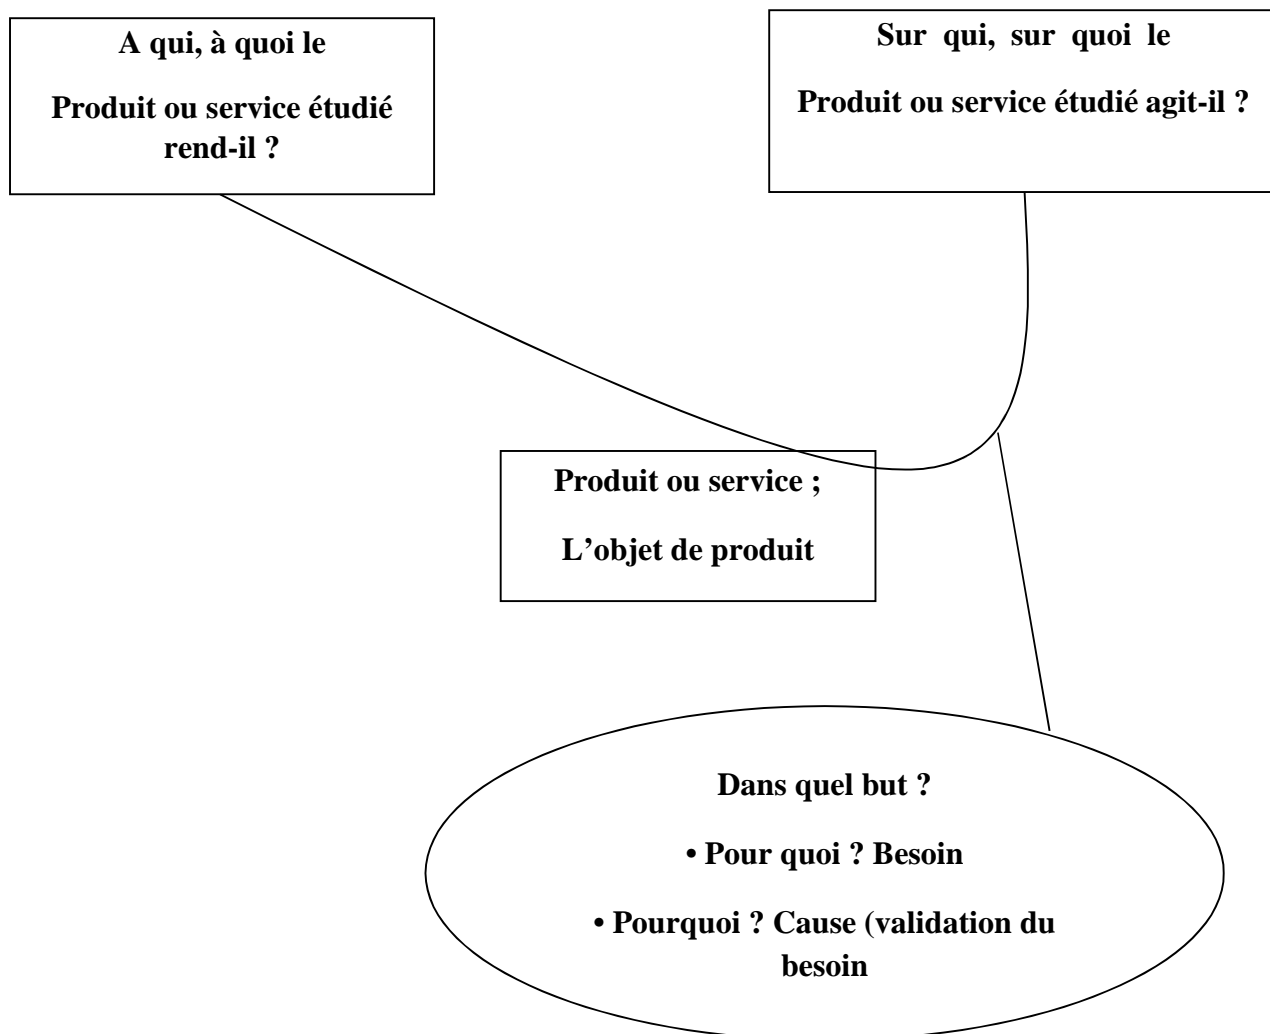 A qui, à quoi le
Produit ou service étudié
rend-il ?
Sur qui, sur quoi le
Produit ou service étudié agit-il ?
Produit ou service ;
L’objet de produit
Dans quel but ?
• Pour quoi ? Besoin
• Pourquoi ? Cause (validation du
besoin